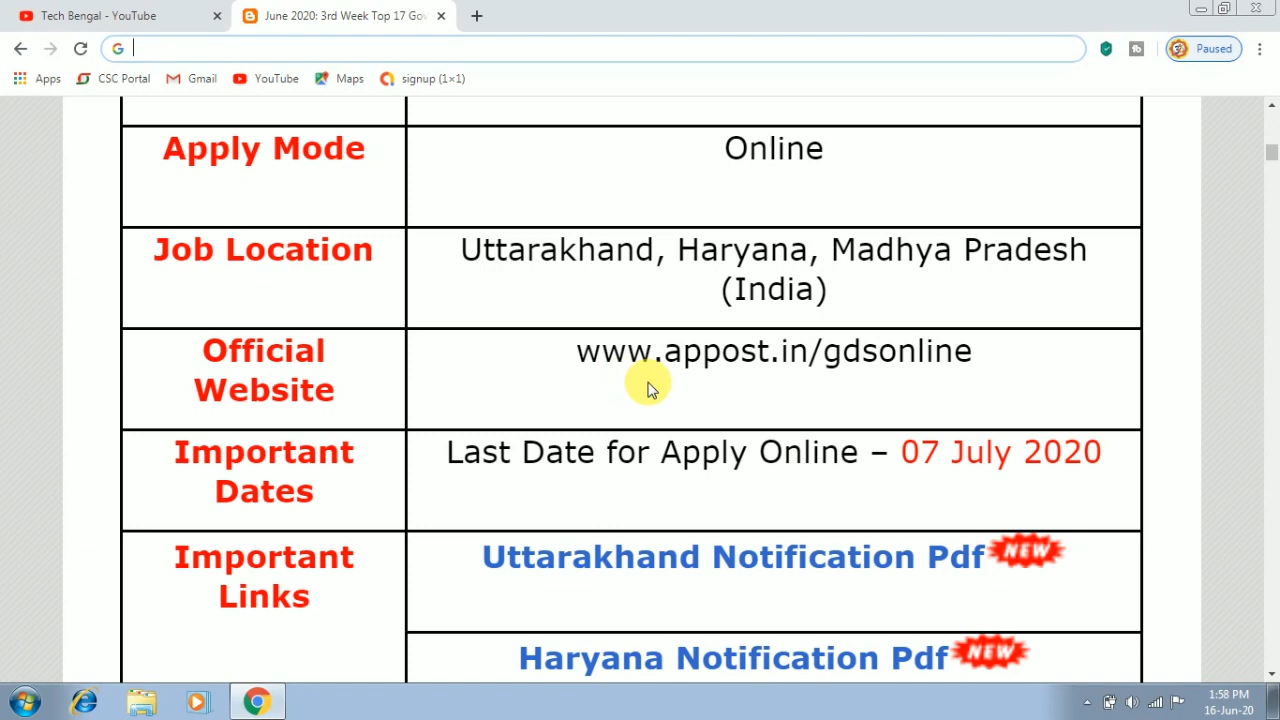 Tech Bengal - YouTube
June 2020: 3rd Week Top 17 Gov
Paused
Apps
CSC Portal
Gmail
YouTube
Maps
signup (1×1)
Apply Mode
Online
Job Location
Uttarakhand, Haryana, Madhya Pradesh
(India)
Official
Website
www.appost.in/gdsonline
Important
Dates
Last Date for Apply Online – 07 July 2020
Important
Links
Uttarakhand Notification Pdf NEW
Haryana Notification Pdf NEW
1:58 PM
16-Jun-20